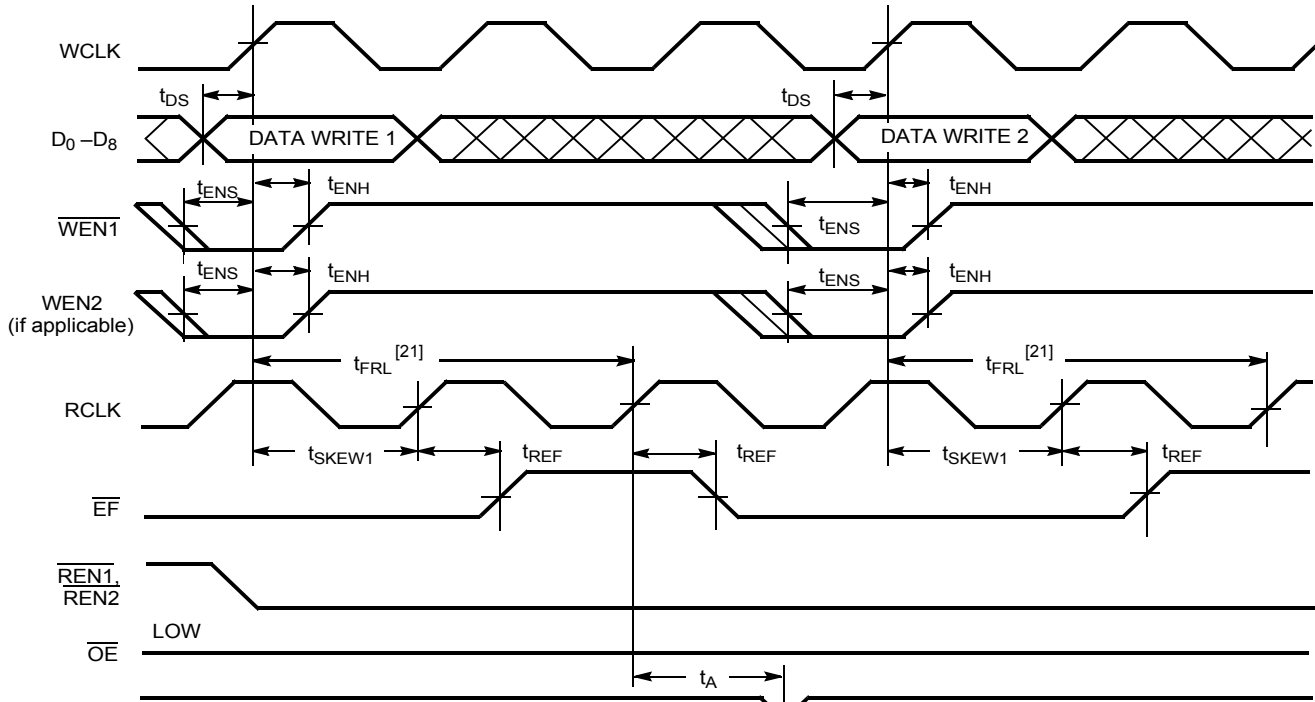 WCLK
tDS tDS
D0 –D8 DATA WRITE 1 DATA WRITE 2
tENS tENH tENH
WEN1 tENS
tENS tENH tENH
WEN2 tENS
(if applicable)
tFRL [21] tFRL [21]
RCLK
tSKEW1 tREF tREF tSKEW1 tREF
EF
REN1,
REN2
LOW
OE
tA